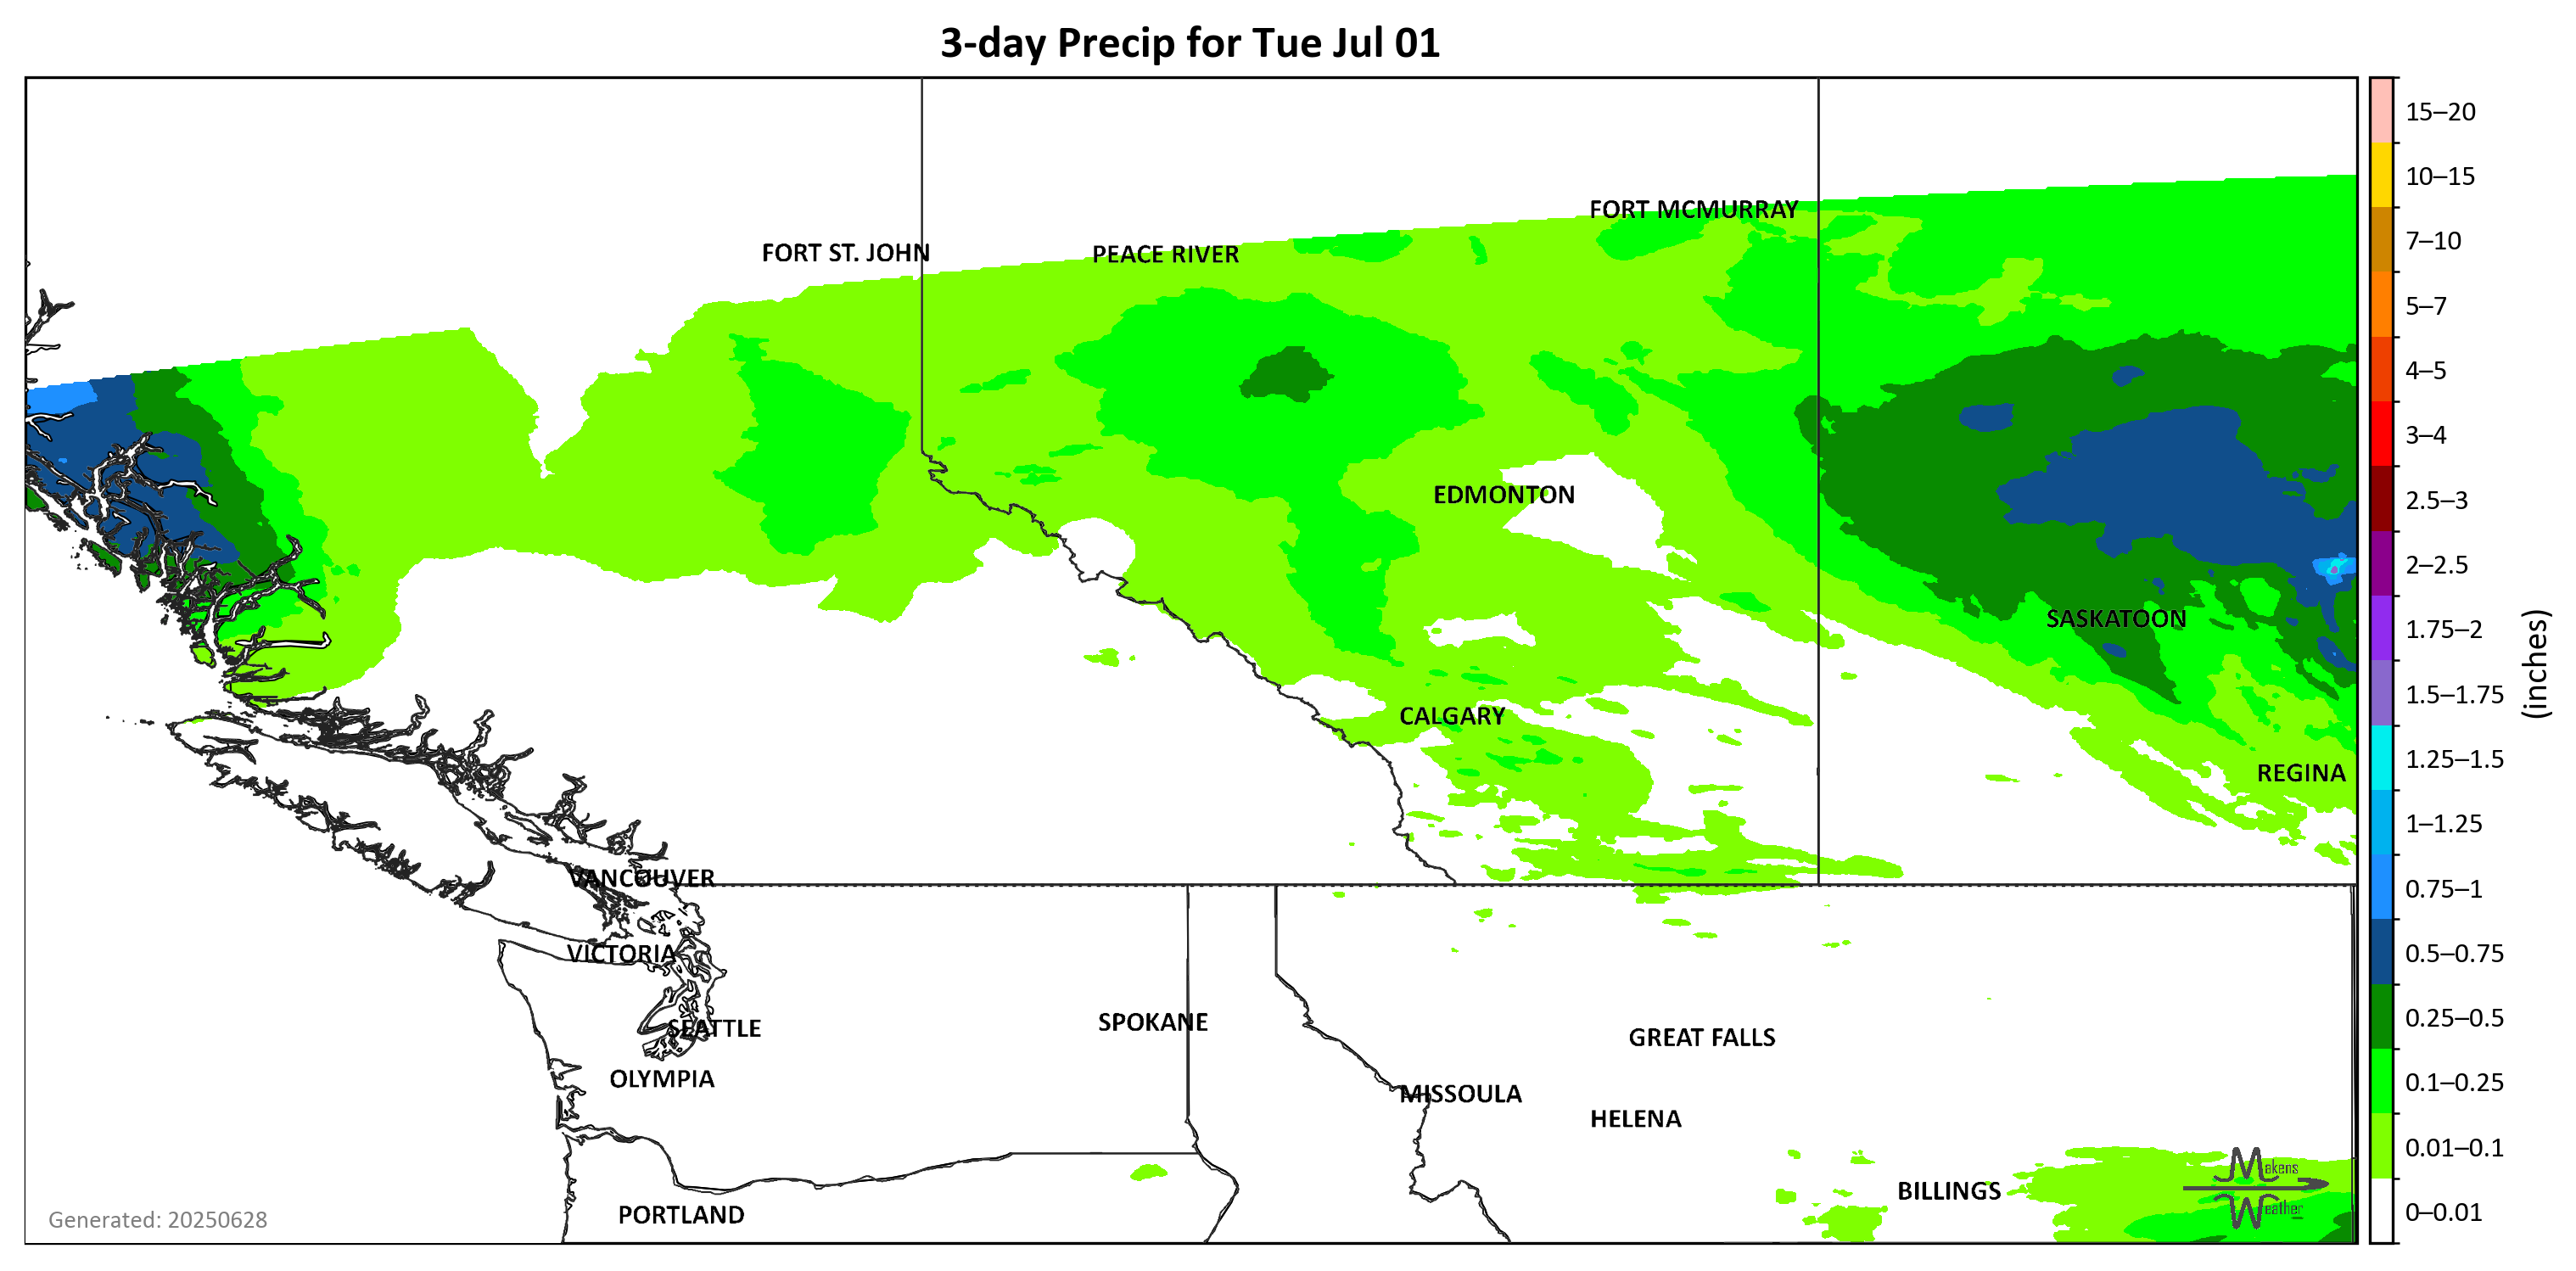 3-day Precip for Tue Jul 01
FORT MCMURRAY
FORT ST. JOHN
PEACE RIVER
EDMONTON
SASKATOON
CALGARY
REGINA
VANCOUVER
VICTORIA
SEATTLE
SPOKANE
GREAT FALLS
OLYMPIA
MISSOULA
HELENA
BILLINGS
PORTLAND
Makens
Weather
Generated: 20250628
15–20
10–15
7–10
5–7
4–5
3–4
2.5–3
2–2.5
1.75–2
1.5–1.75
1.25–1.5
1–1.25
0.75–1
0.5–0.75
0.25–0.5
0.1–0.25
0.01–0.1
0–0.01
(inches)